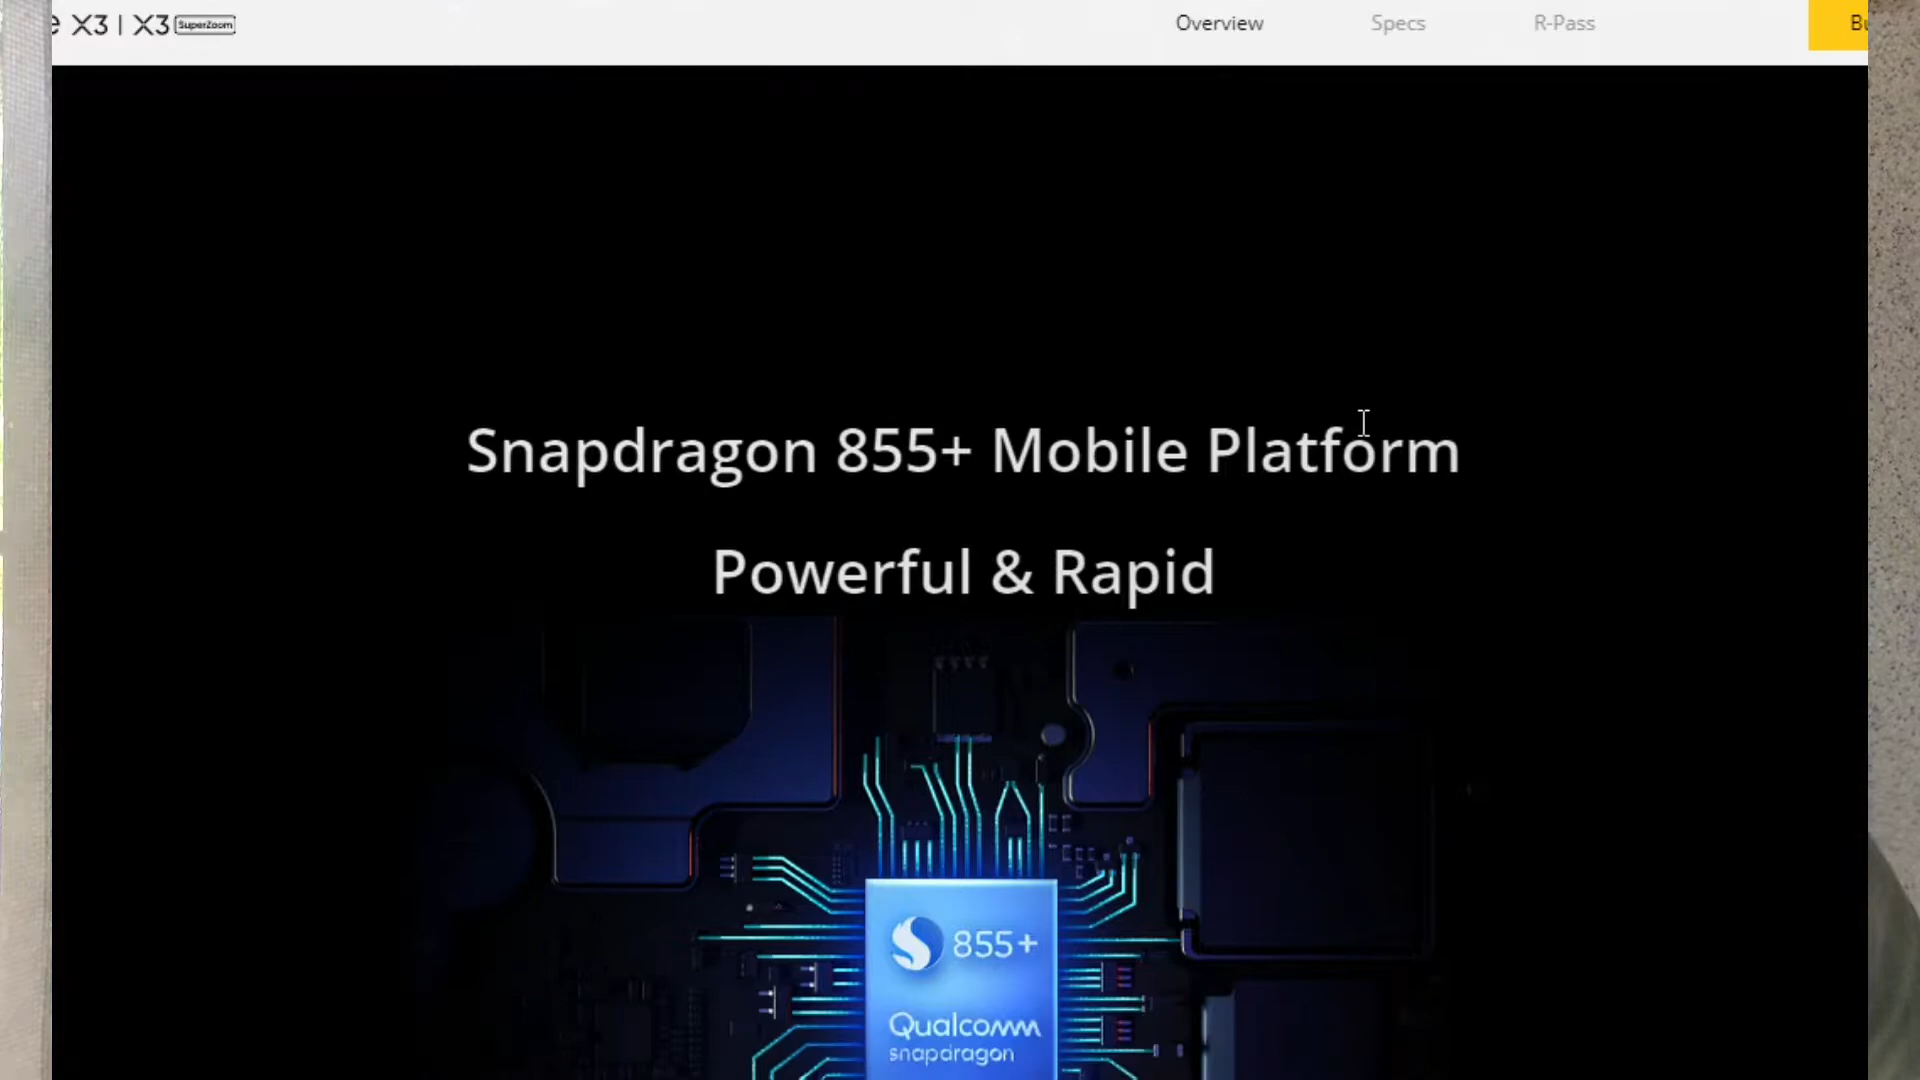 X3 | X3 SuperZoom
Overview
Specs
R-Pass
Snapdragon 855+ Mobile Platform
Powerful & Rapid
855+
Qualcomm
snapdragon